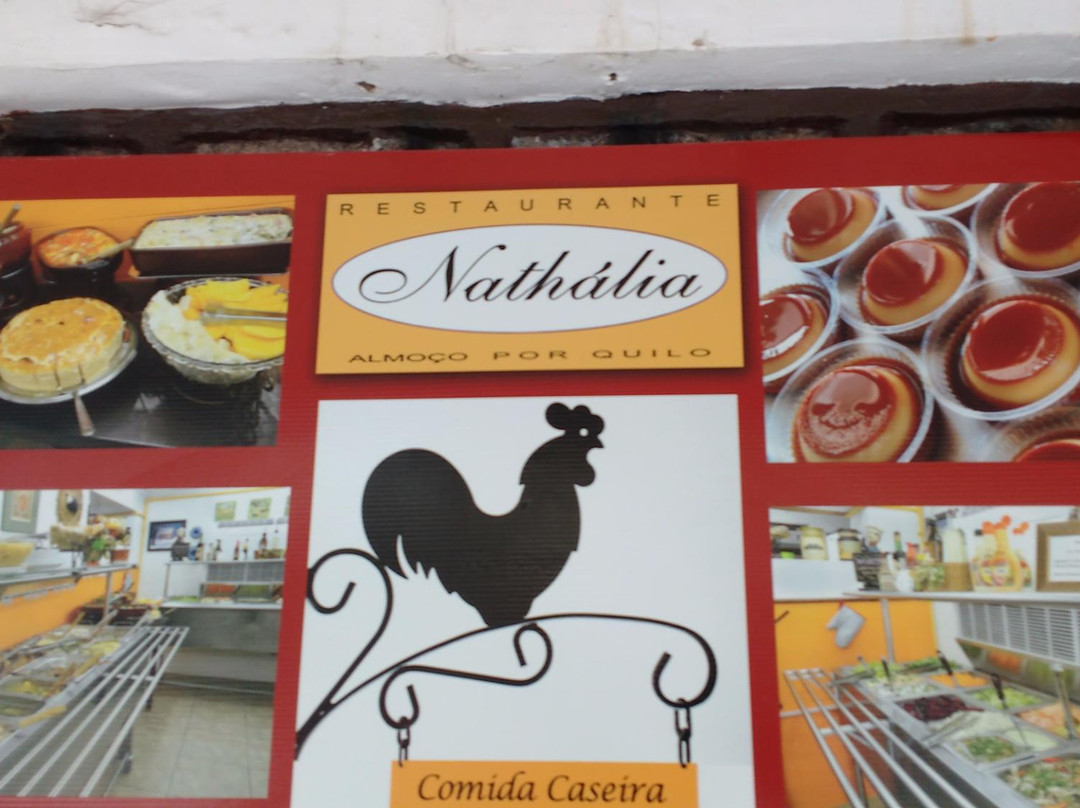 RESTAURANTE
Nathália
ALMOÇO POR QUILO
Comida Caseira